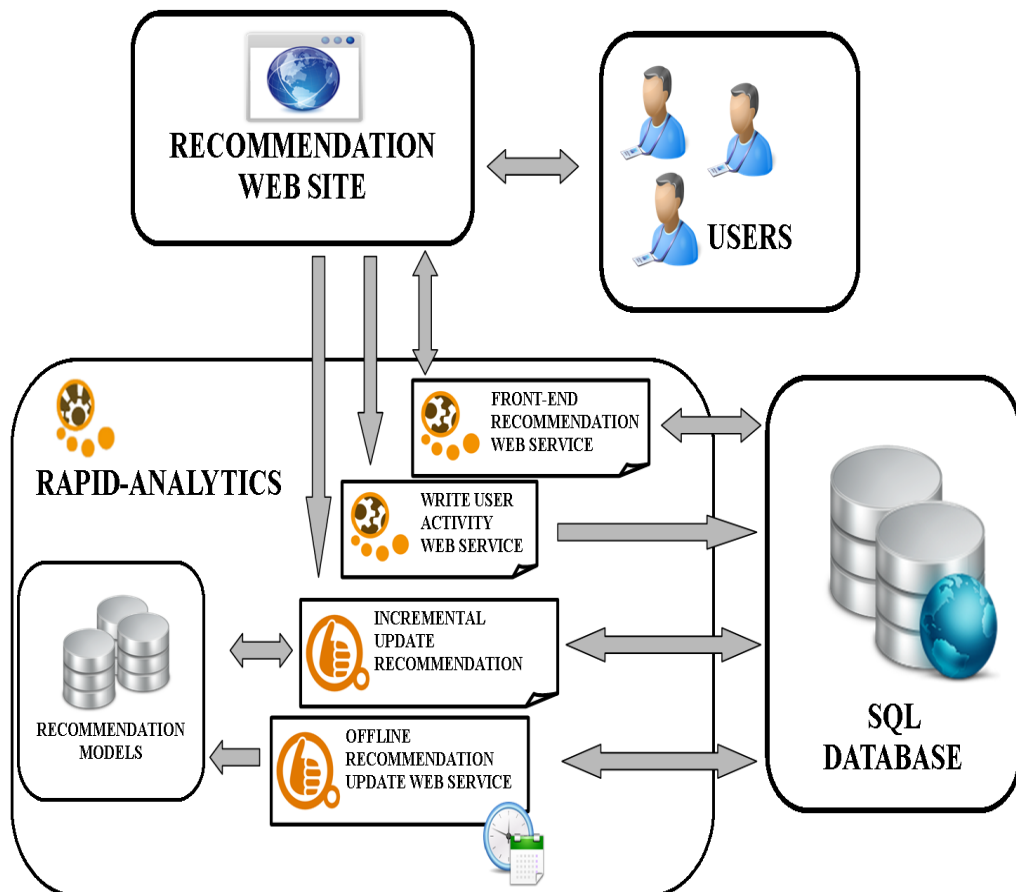 RECOMMENDATION
WEB SITE
USERS
RAPID-ANALYTICS
FRONT-END
RECOMMENDATION
WEB SERVICE
WRITE USER
ACTIVITY
WEB SERVICE
INCREMENTAL
UPDATE
RECOMMENDATION
RECOMMENDATION
MODELS
OFFLINE
RECOMMENDATION
UPDATE WEB SERVICE
SQL
DATABASE